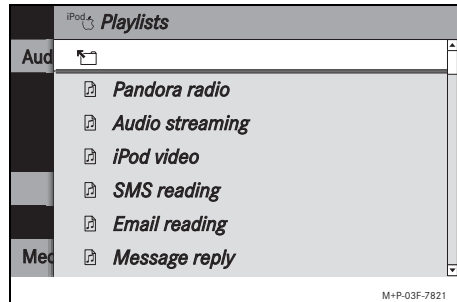 iPod Playlists
Aud
Pandora radio
Audio streaming
iPod video
SMS reading
Email reading
Med Message reply
M+P-03F-7821